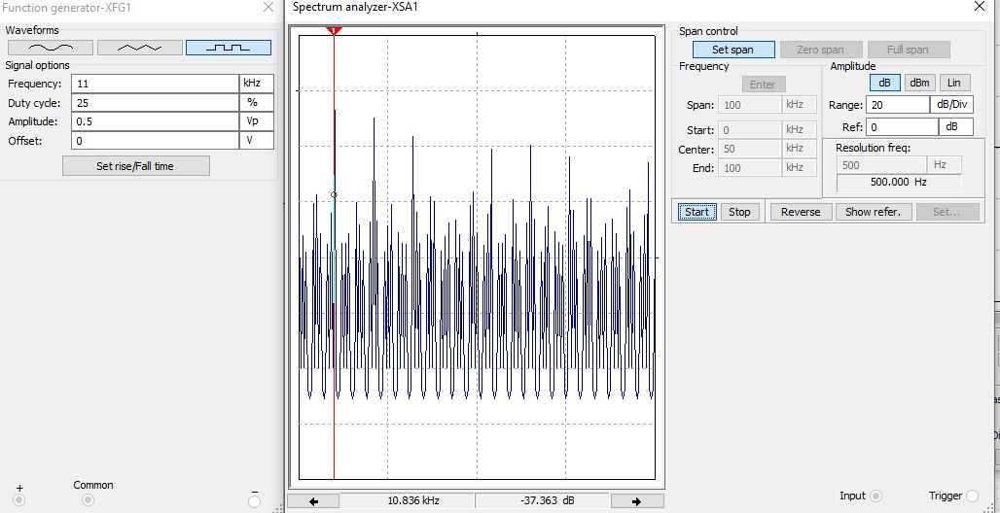 Function generator-XFG1
Waveforms
Signal options
Frequency: 11 kHz
Duty cycle: 25 %
Amplitude: 0.5 Vp
Offset: 0 V
Set rise/Fall time
+
Common
−
Spectrum analyzer-XSA1
1
10.836 kHz -37.363 dB
Span control
Set span Zero span Full span
Frequency
Enter
Span: 100 kHz
Start: 0 kHz
Center: 50 kHz
End: 100 kHz
Amplitude
dB dBm Lin
Range: 20 dB/Div
Ref: 0 dB
Resolution freq:
500 Hz
500.000 Hz
Start Stop Reverse Show refer. Set...
Input Trigger